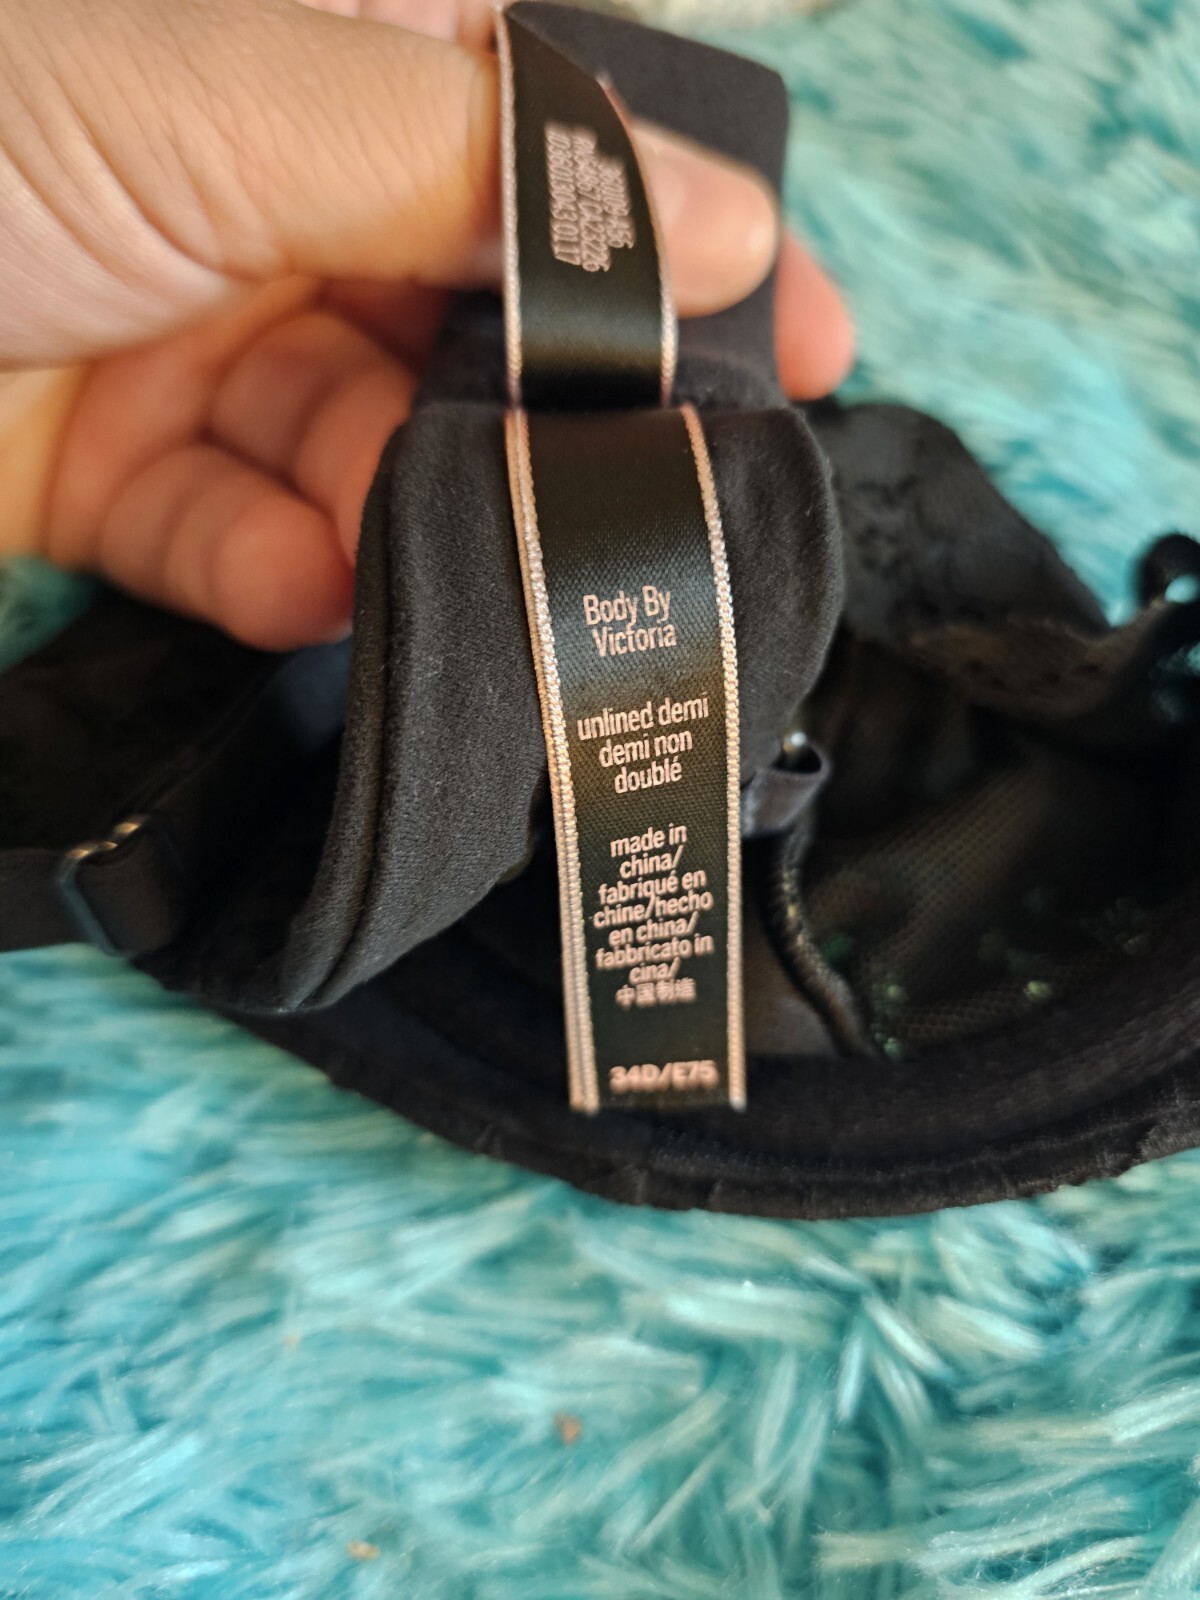 Body By
Victoria
unlined demi
demi non
doublé
made in
china/
fabriqué en
chine/hecho
en china/
fabbricato in
cina/
中国制造
34D/E75